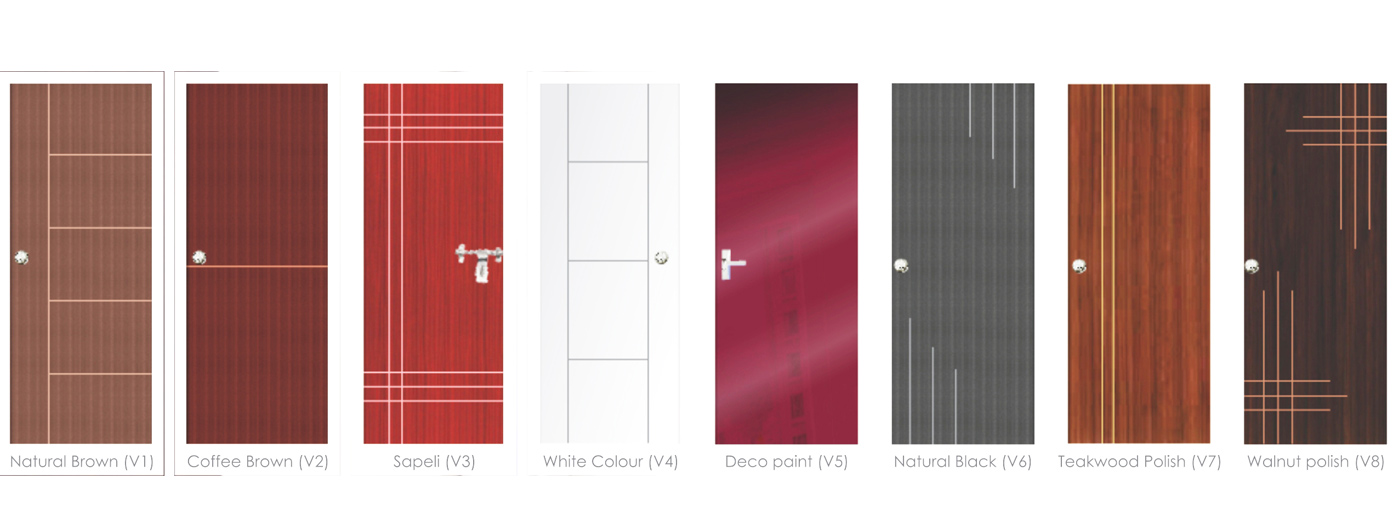 Natural Brown (V1)
Coffee Brown (V2)
Sapeli (V3)
White Colour (V4)
Deco paint (V5)
Natural Black (V6)
Teakwood Polish (V7)
Walnut polish (V8)